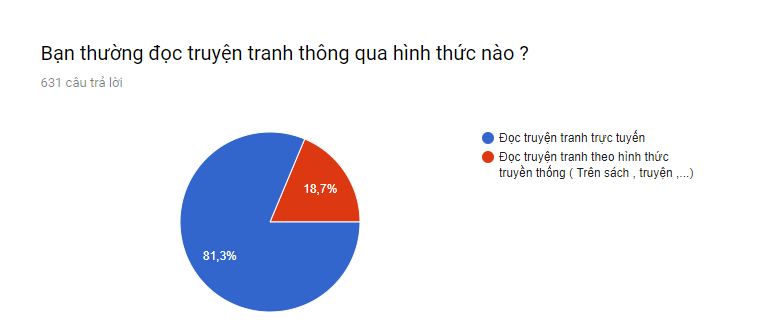 Bạn thường đọc truyện tranh thông qua hình thức nào ?
631 câu trả lời
Đọc truyện tranh trực tuyến
Đọc truyện tranh theo hình thức
truyền thống ( Trên sách , truyện ,...)
18,7%
81,3%